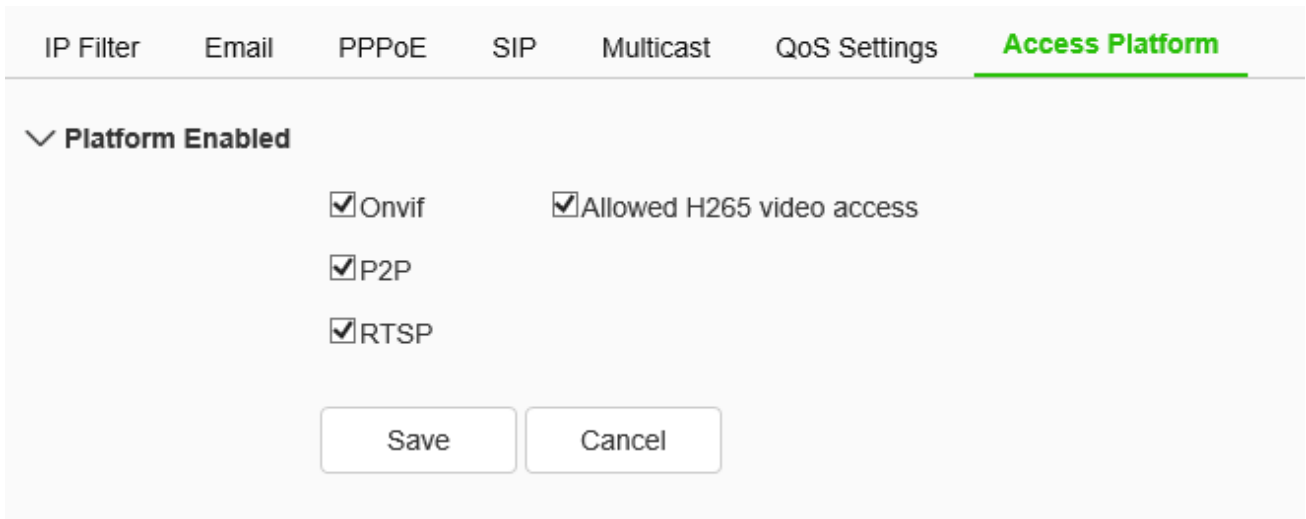 IP Filter Email PPPoE SIP Multicast QoS Settings Access Platform
Platform Enabled
Onvif Allowed H265 video access
P2P
RTSP
Save Cancel